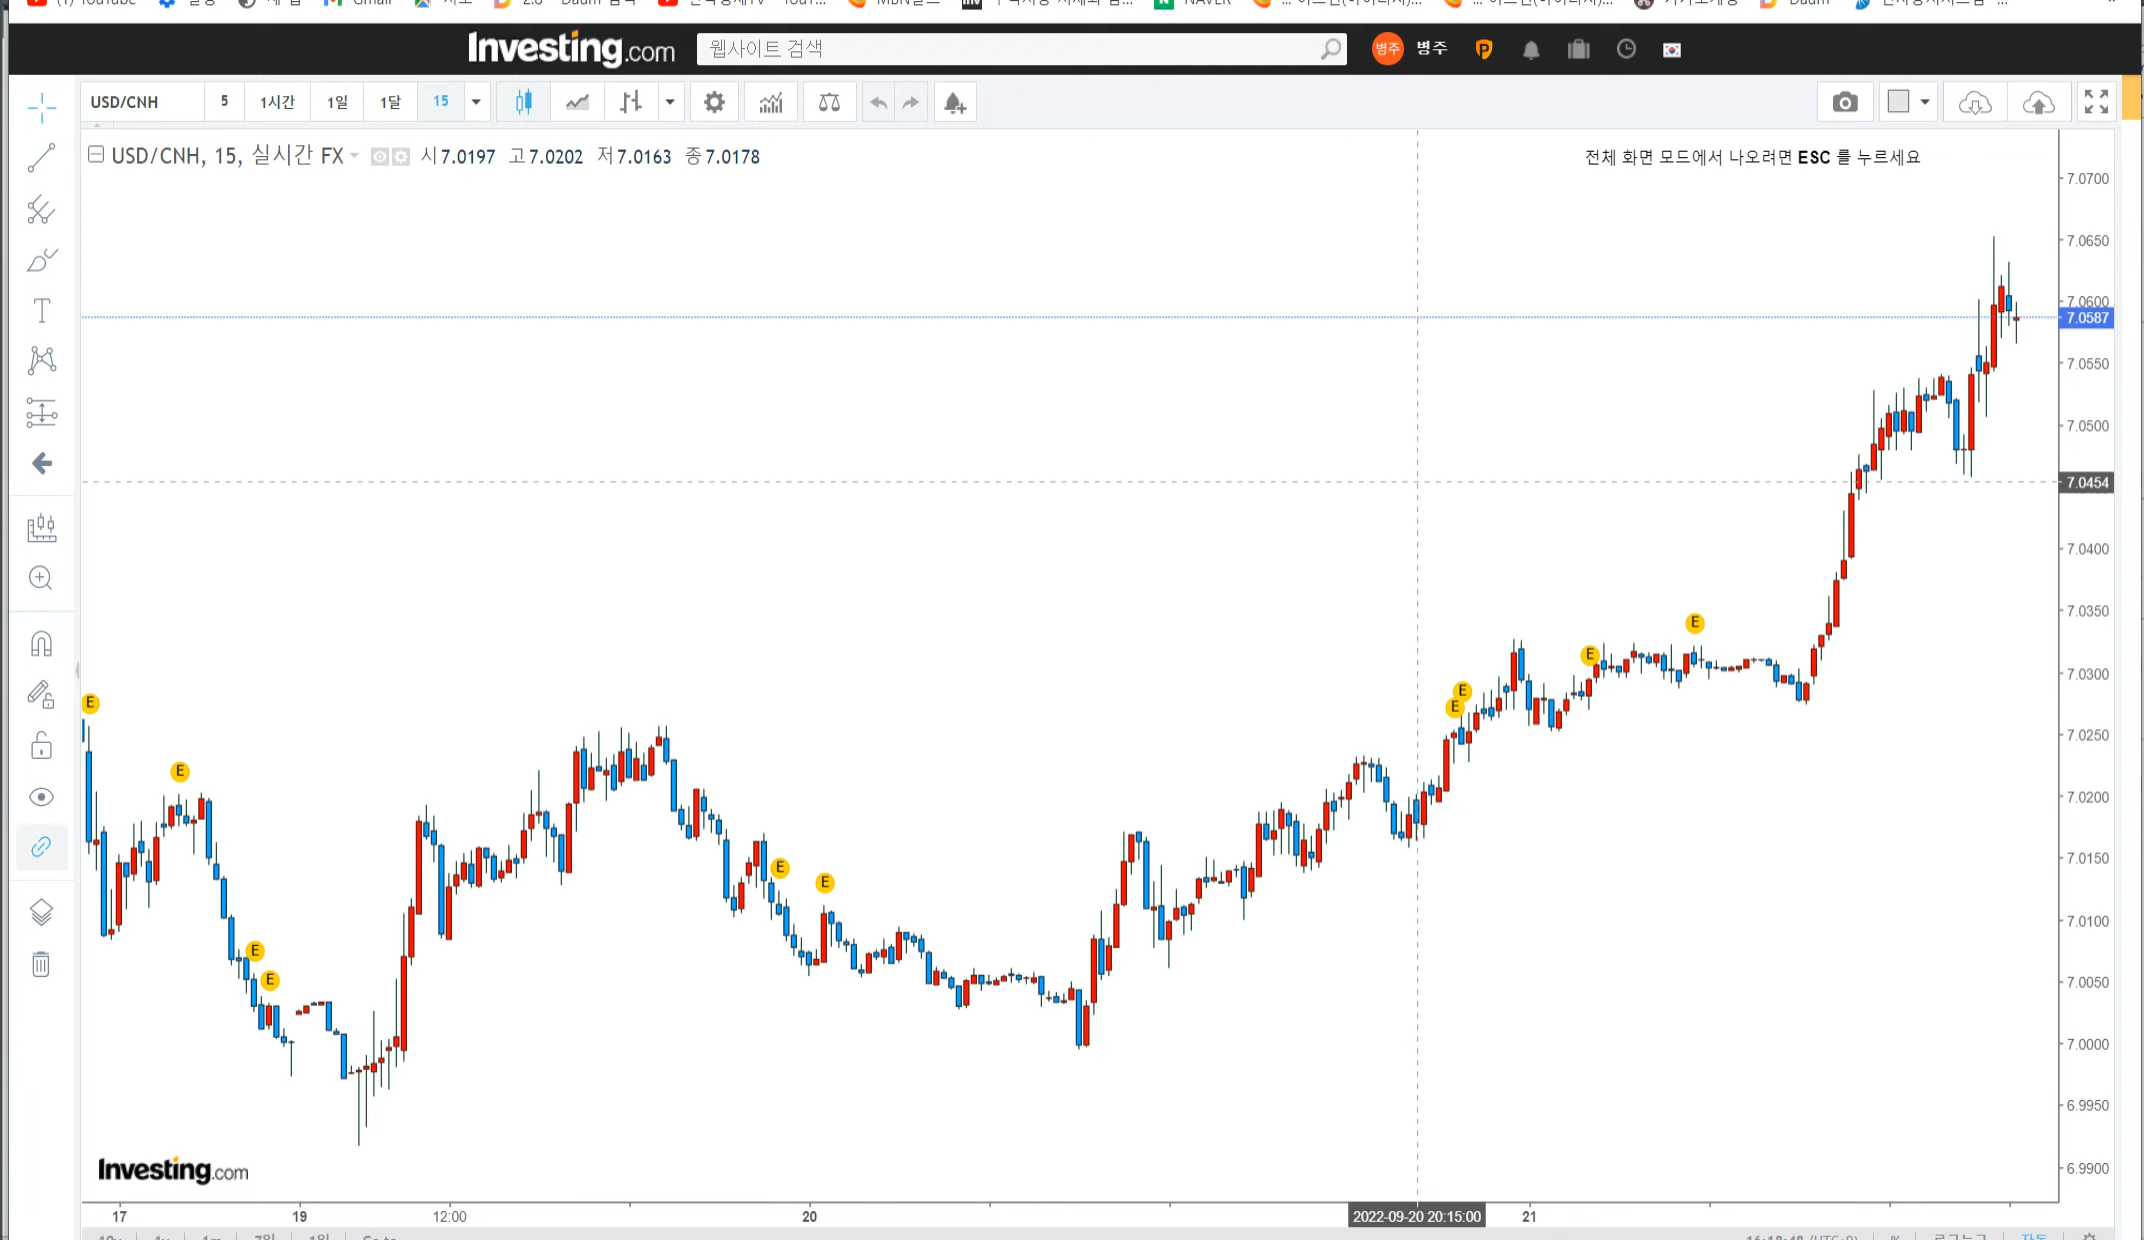 Investing.com
웹사이트 검색
병주
병주
USD/CNH 5 1시간 1일 1달 15
USD/CNH, 15, 실시간 FX 시7.0197 고7.0202 저7.0163 종7.0178
전체 화면 모드에서 나오려면 ESC 를 누르세요
7.0700
7.0650
7.0600
7.0587
7.0550
7.0500
7.0454
7.0400
7.0350
E
E
7.0300
E
E
E
7.0250
E
7.0200
E
E
7.0150
7.0100
E
E
7.0050
7.0000
6.9950
Investing.com
6.9900
17 19 12:00 20 2022-09-20 20:15:00 21